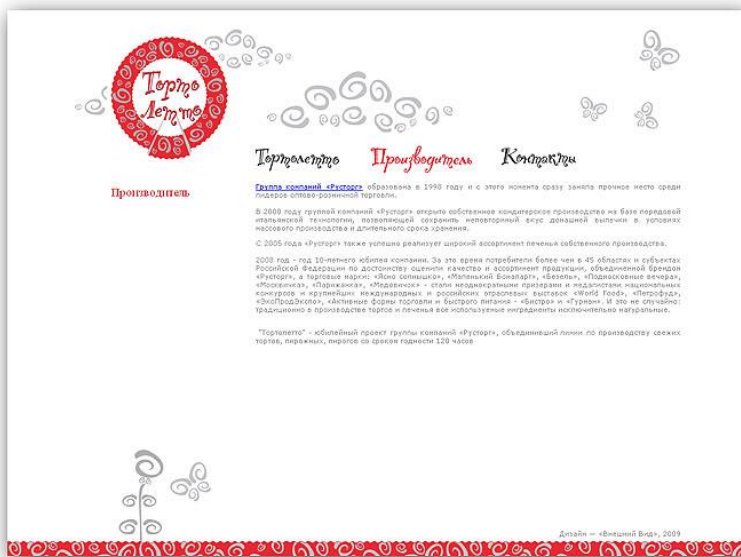 Торто
Летто
Тортолетто Производитель Контакты
Производитель
Группа компаний «Русторг» образована в 1998 году и с этого момента сразу заняла прочное место среди
лидеров оптово-розничной торговли.
В 2000 году группой компаний «Русторг» открыто собственное кондитерское производство на базе передовой
итальянской технологии, позволяющей сохранить неповторимый вкус домашней выпечки в условиях
массового производства и длительного срока хранения.
С 2005 года «Русторг» также успешно реализует широкий ассортимент печенья собственного производства.
2008 год - год 10-летнего юбилея компании. За это время потребители более чем в 45 областях и субъектах
Российской Федерации по достоинству оценили качество и ассортимент продукции, объединенной брендом
«Русторг», а торговые марки: «Ясно солнышко», «Маленький Бонапарт», «Безель», «Подмосковные вечера»,
«Москвичка», «Парижанка», «Медовичок» - стали неоднократными призерами и медалистами национальных
конкурсов и крупнейших международных и российских отраслевых выставок «World Food», «Петрофуд»,
«ЭкоПродЭкспо», «Активные формы торговли и быстрого питания - «Бистро» и «Гурман». И это не случайно:
традиционно в производстве тортов и печенья все используемые ингредиенты исключительно натуральные.
"Тортолетто" - юбилейный проект группы компаний «Русторг», объединивший линии по производству свежих
тортов, пирожных, пирогов со сроком годности 120 часов
Дизайн — «Внешний Вид», 2009